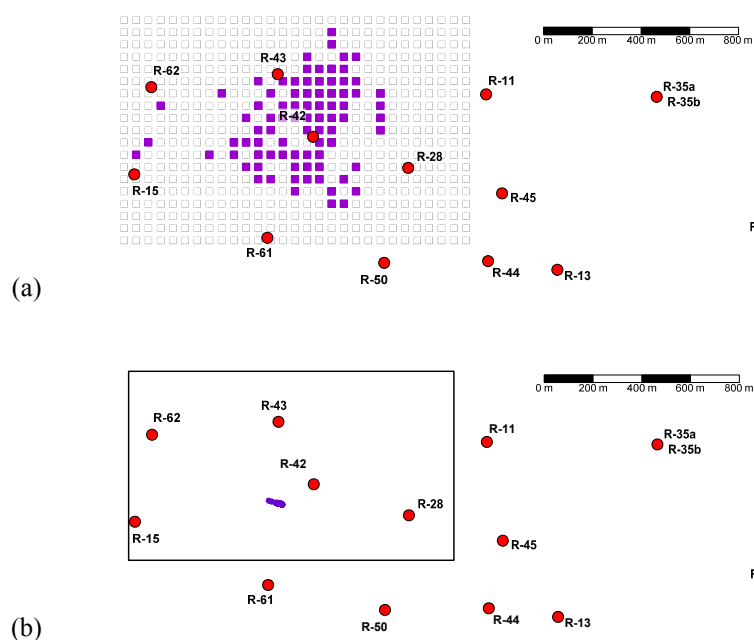 0 m 200 m 400 m 600 m 800 m
R-43
R-62
R-11
R-35a
R-35b
R-42
R-28
R-15
R-45
R
R-61
R-44
R-13
R-50
(a)
0 m 200 m 400 m 600 m 800 m
R-43
R-62
R-11
R-35a
R-35b
R-42
R-28
R-15
R-45
R
R-61
R-44
R-13
R-50
(b)